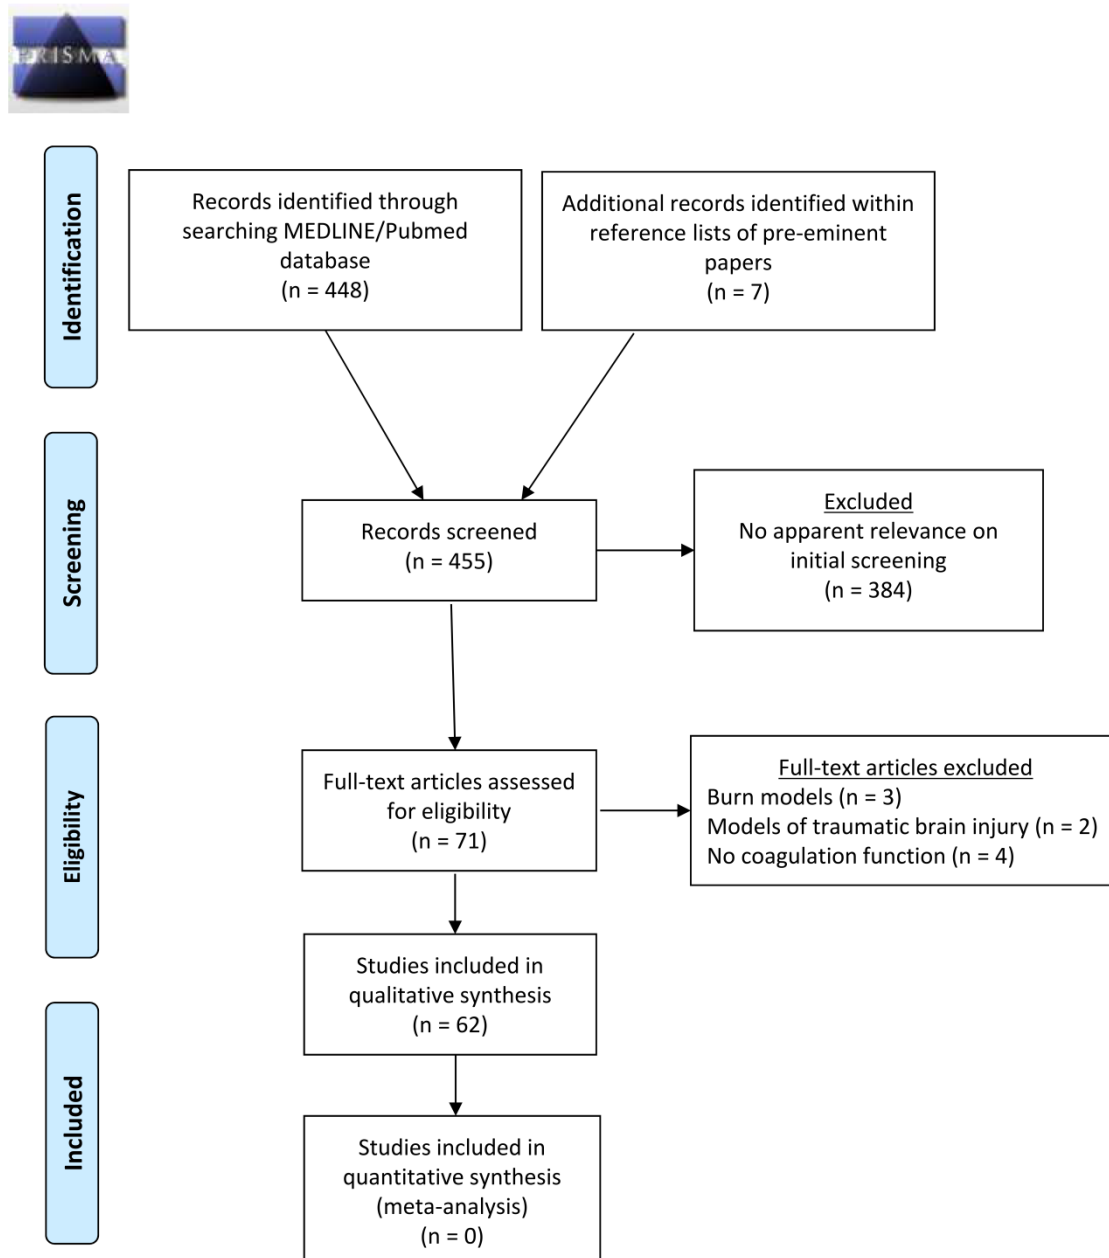 PRISMA
Identification
Records identified through
searching MEDLINE/Pubmed
database
(n = 448)
Additional records identified within
reference lists of pre-eminent
papers
(n = 7)
Screening
Records screened
(n = 455)
Excluded
No apparent relevance on
initial screening
(n = 384)
Eligibility
Full-text articles assessed
for eligibility
(n = 71)
Full-text articles excluded
Burn models (n = 3)
Models of traumatic brain injury (n = 2)
No coagulation function (n = 4)
Studies included in
qualitative synthesis
(n = 62)
Included
Studies included in
quantitative synthesis
(meta-analysis)
(n = 0)